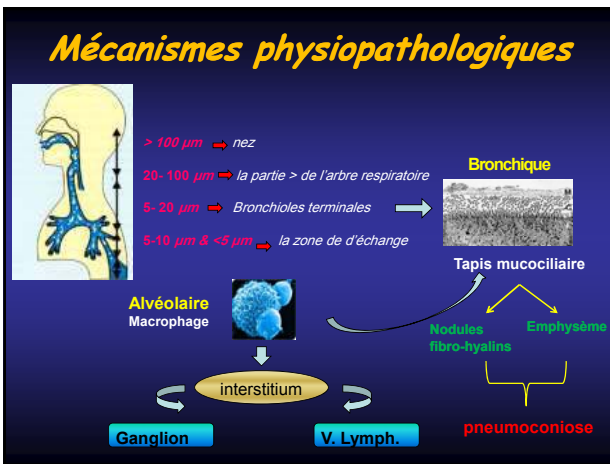 Mécanismes physiopathologiques
> 100 µm nez
20- 100 µm la partie > de l'arbre respiratoire
5- 20 µm Bronchioles terminales
5-10 µm & <5 µm la zone de d'échange
Bronchique
Tapis mucociliaire
Alvéolaire
Macrophage
Nodules
fibro-hyalins
Emphysème
interstitium
Ganglion
V. Lymph.
pneumoconiose